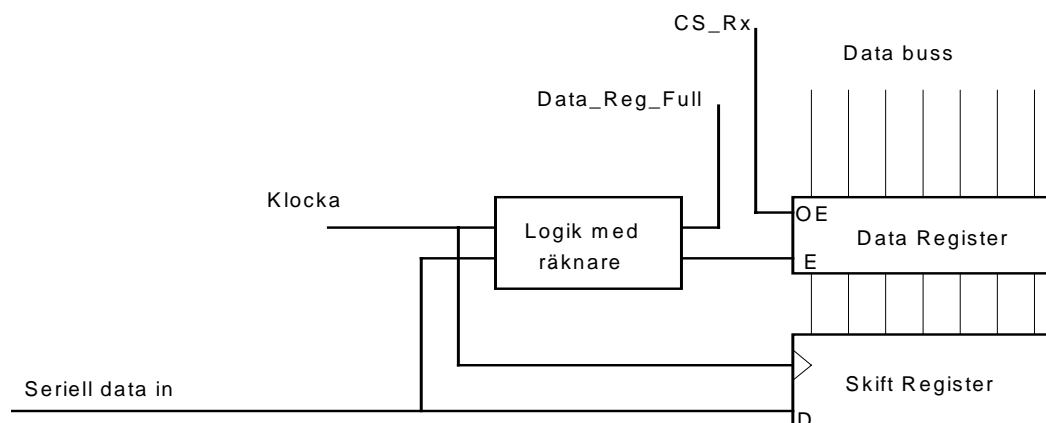 CS_Rx
Data buss
Data_Reg_Full
Klocka
Logik med
räknare
OE
Data Register
E
Seriell data in
Skift Register
D